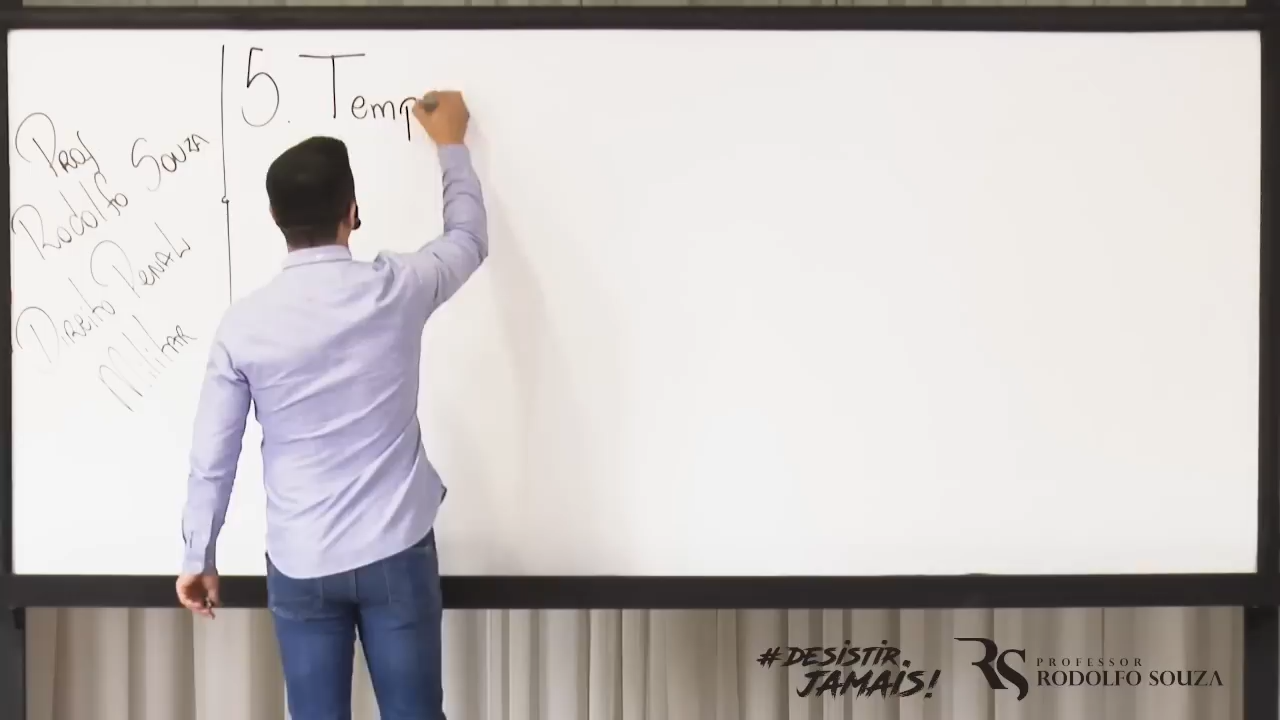 Prof
Rodolfo Souza
Direito Penal
Militar
5. Temp
#DESISTIR
JAMAIS!
RS
PROFESSOR
RODOLFO SOUZA